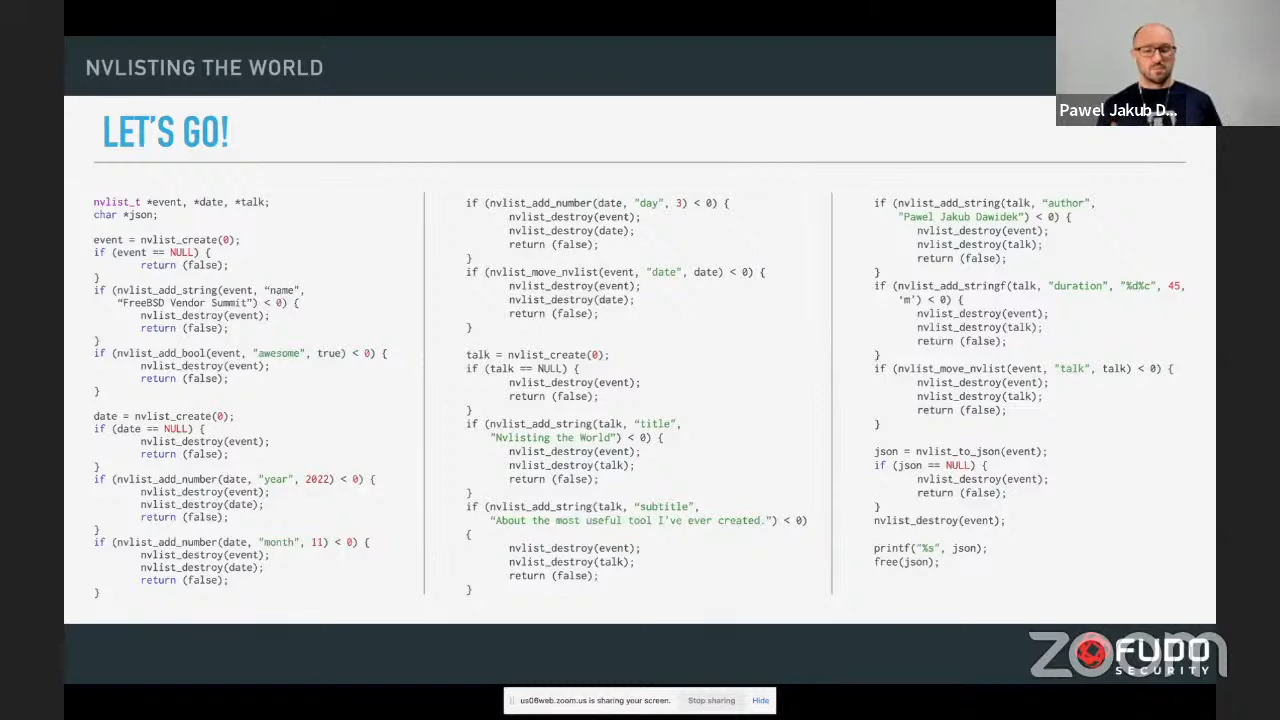 NVLISTING THE WORLD
Pawel Jakub D...
LET'S GO!
nvlist_t *event, *date, *talk;
char *json;
event = nvlist_create(0);
if (event == NULL) {
return (false);
}
if (nvlist_add_string(event, "name",
"FreeBSD Vendor Summit") < 0) {
nvlist_destroy(event);
return (false);
}
if (nvlist_add_bool(event, "awesome", true) < 0) {
nvlist_destroy(event);
return (false);
}
date = nvlist_create(0);
if (date == NULL) {
nvlist_destroy(event);
return (false);
}
if (nvlist_add_number(date, "year", 2022) < 0) {
nvlist_destroy(event);
nvlist_destroy(date);
return (false);
}
if (nvlist_add_number(date, "month", 11) < 0) {
nvlist_destroy(event);
nvlist_destroy(date);
return (false);
}
if (nvlist_add_number(date, "day", 3) < 0) {
nvlist_destroy(event);
nvlist_destroy(date);
return (false);
}
if (nvlist_move_nvlist(event, "date", date) < 0) {
nvlist_destroy(event);
nvlist_destroy(date);
return (false);
}
talk = nvlist_create(0);
if (talk == NULL) {
nvlist_destroy(event);
return (false);
}
if (nvlist_add_string(talk, "title",
"Nvlisting the World") < 0) {
nvlist_destroy(event);
nvlist_destroy(talk);
return (false);
}
if (nvlist_add_string(talk, "subtitle",
"About the most useful tool I've ever created.") < 0)
{
nvlist_destroy(event);
nvlist_destroy(talk);
return (false);
}
if (nvlist_add_string(talk, "author",
"Pawel Jakub Dawidek") < 0) {
nvlist_destroy(event);
nvlist_destroy(talk);
return (false);
}
if (nvlist_add_stringf(talk, "duration", "%d%c", 45,
'm') < 0) {
nvlist_destroy(event);
nvlist_destroy(talk);
return (false);
}
if (nvlist_move_nvlist(event, "talk", talk) < 0) {
nvlist_destroy(event);
nvlist_destroy(talk);
return (false);
}
json = nvlist_to_json(event);
if (json == NULL) {
nvlist_destroy(event);
return (false);
}
nvlist_destroy(event);
printf("%s", json);
free(json);
zoom
FUDO
SECURITY
us06web.zoom.us is sharing your screen.
Stop sharing
Hide